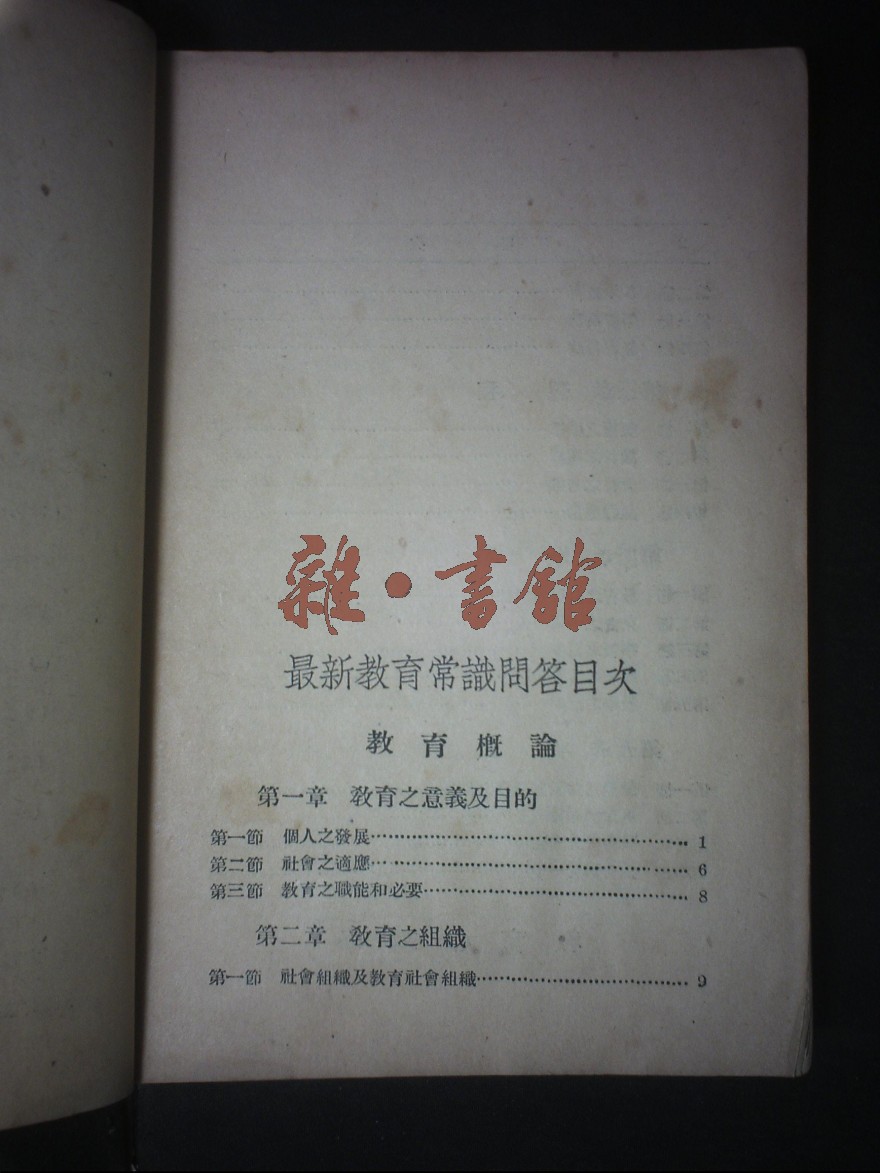 雜·書館
最新教育常識問答目次
教育概論
第一章 教育之意義及目的
第一節 個人之發展……………………………………1
第二節 社會之適應……………………………………6
第三節 教育之職能和必要……………………………8
第二章 教育之組織
第一節 社會組織及教育社會組織……………………9